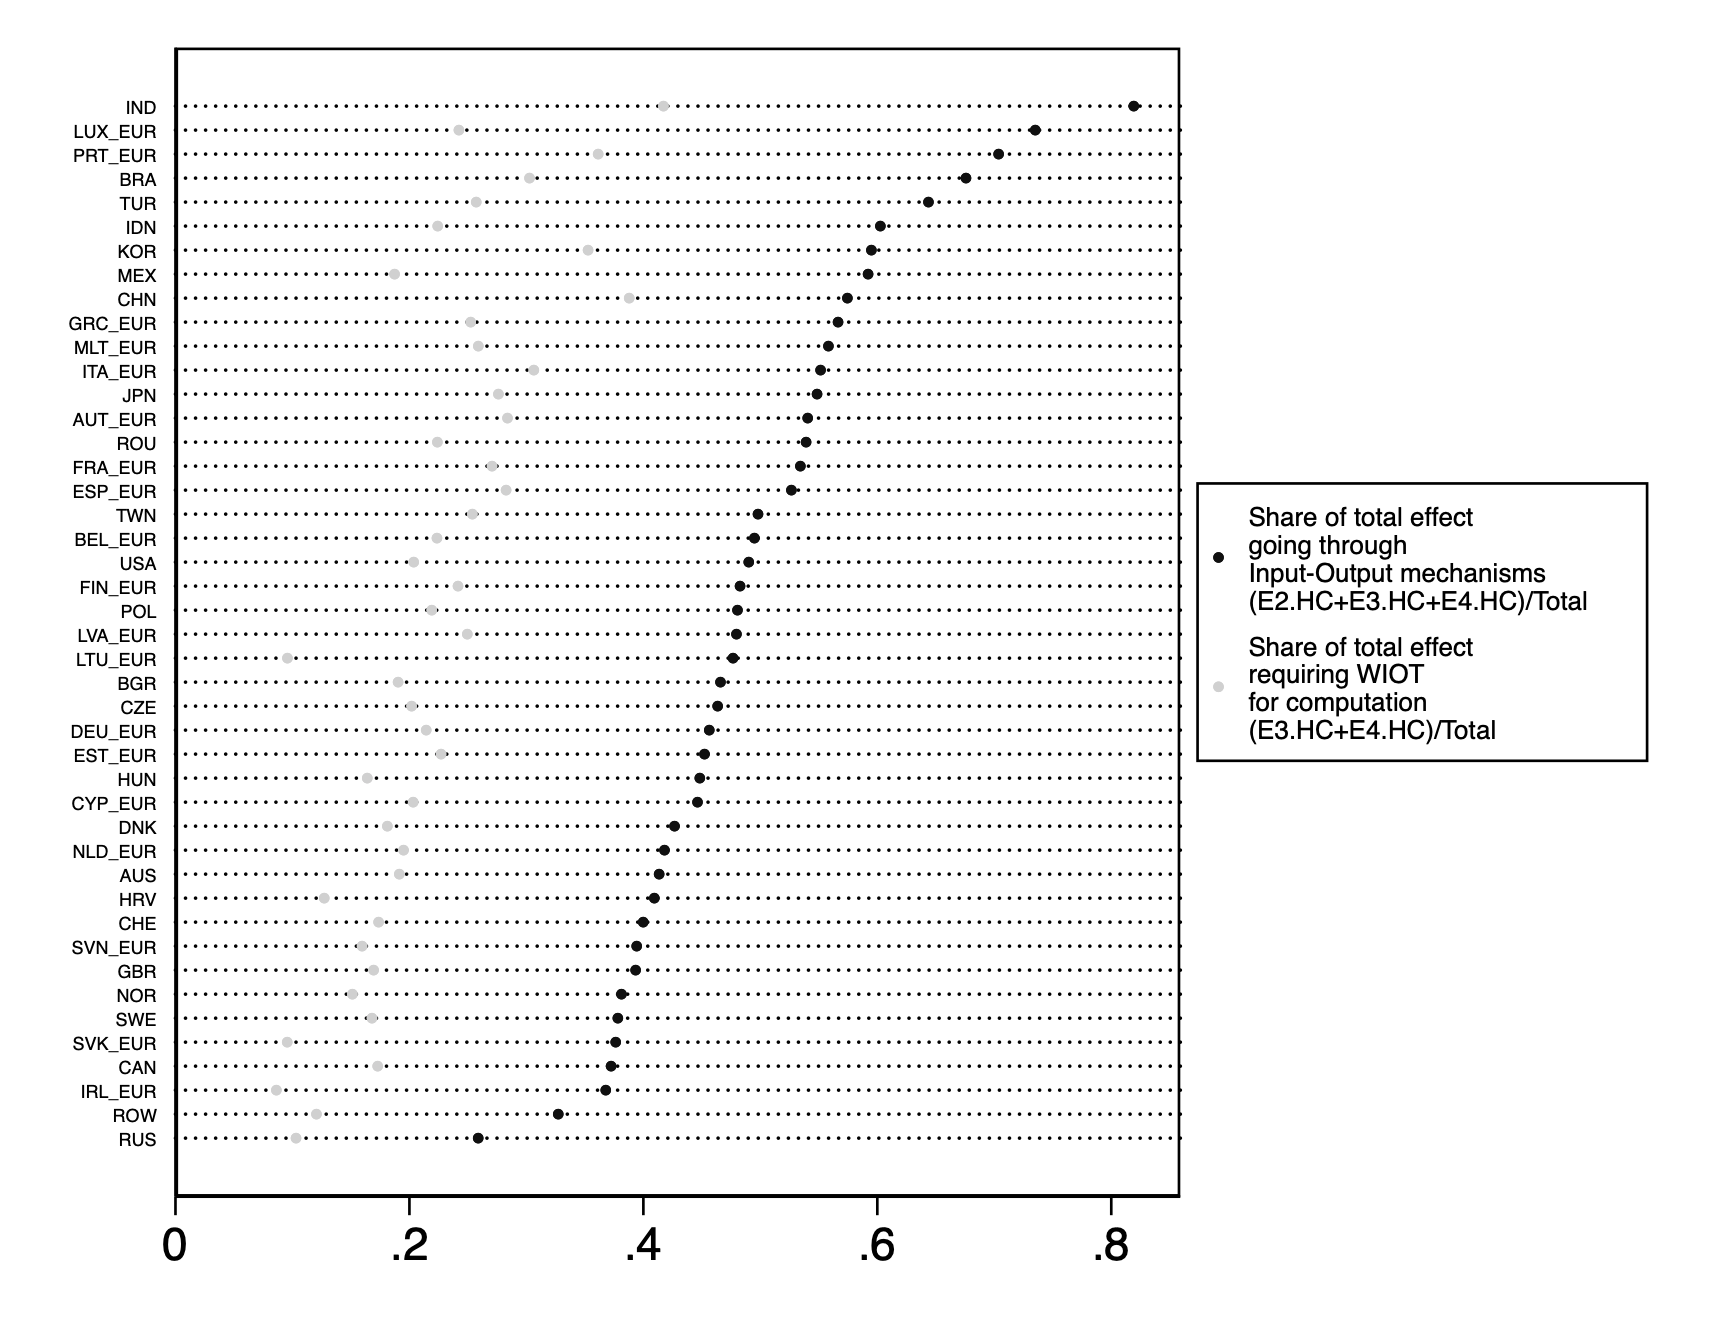 IND
LUX_EUR
PRT_EUR
BRA
TUR
IDN
KOR
MEX
CHN
GRC_EUR
MLT_EUR
ITA_EUR
JPN
AUT_EUR
ROU
FRA_EUR
ESP_EUR
TWN
BEL_EUR
USA
FIN_EUR
POL
LVA_EUR
LTU_EUR
BGR
CZE
DEU_EUR
EST_EUR
HUN
CYP_EUR
DNK
NLD_EUR
AUS
HRV
CHE
SVN_EUR
GBR
NOR
SWE
SVK_EUR
CAN
IRL_EUR
ROW
RUS
0 .2 .4 .6 .8
Share of total effect
going through
Input-Output mechanisms
(E2.HC+E3.HC+E4.HC)/Total
Share of total effect
requiring WIOT
for computation
(E3.HC+E4.HC)/Total